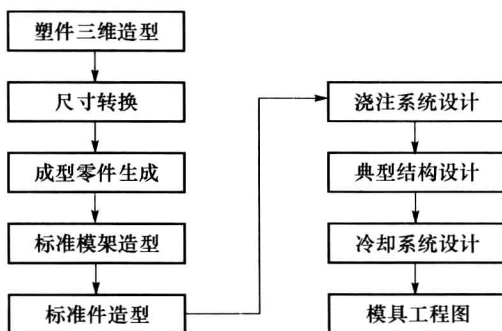 塑件三维造型
尺寸转换
成型零件生成
标准模架造型
标准件造型
浇注系统设计
典型结构设计
冷却系统设计
模具工程图